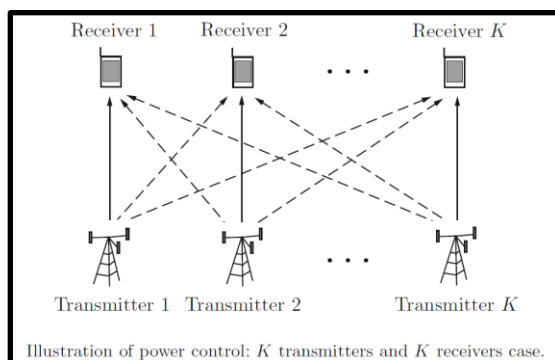 Receiver 1 Receiver 2 Receiver K
Transmitter 1 Transmitter 2 Transmitter K
Illustration of power control: K transmitters and K receivers case.